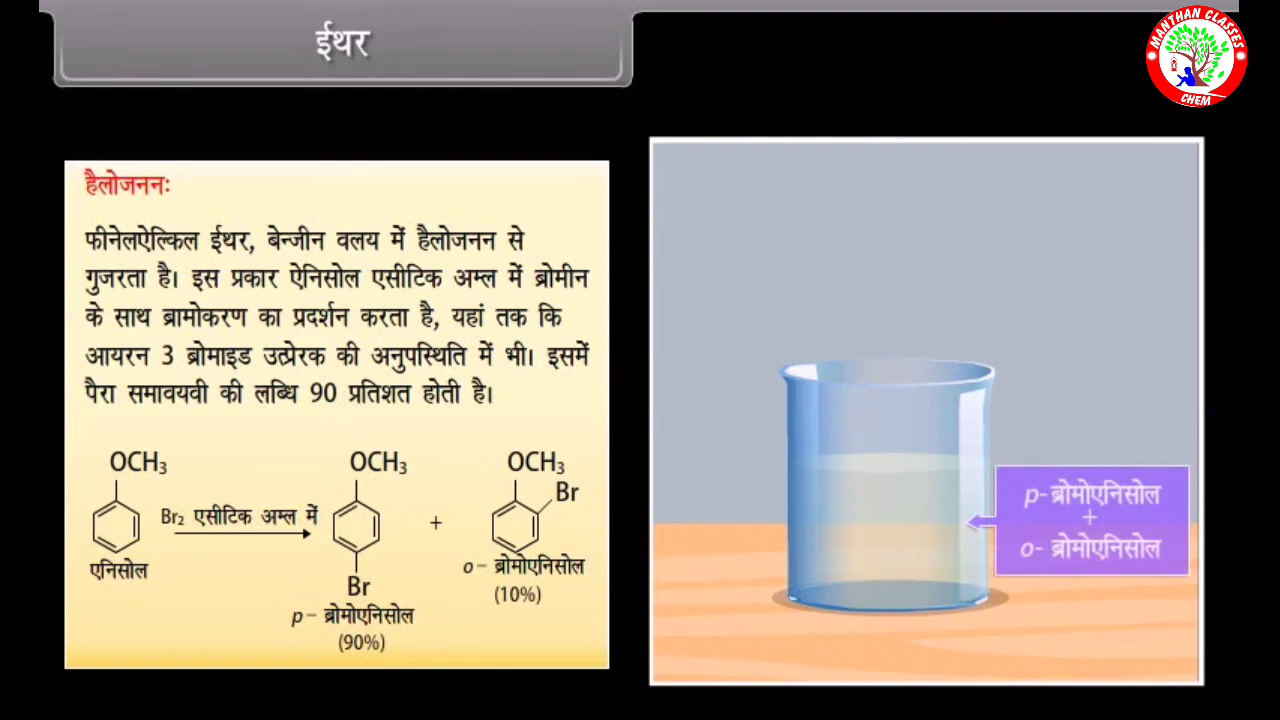 ईथर
MANTHAN CLASSES
CHEM
हैलोजननः
फीनेलऐल्किल ईथर, बेन्जीन वलय में हैलोजनन से
गुजरता है। इस प्रकार ऐनिसोल एसीटिक अम्ल में ब्रोमीन
के साथ ब्रामोकरण का प्रदर्शन करता है, यहां तक कि
आयरन 3 ब्रोमाइड उत्प्रेरक की अनुपस्थिति में भी। इसमें
पैरा समावयवी की लब्धि 90 प्रतिशत होती है।
OCH₃
Br₂ एसीटिक अम्ल में
एनिसोल
OCH₃
Br
p- ब्रोमोएनिसोल
(90%)
+
OCH₃
Br
o- ब्रोमोएनिसोल
(10%)
p-ब्रोमोएनिसोल
+
o- ब्रोमोएनिसोल